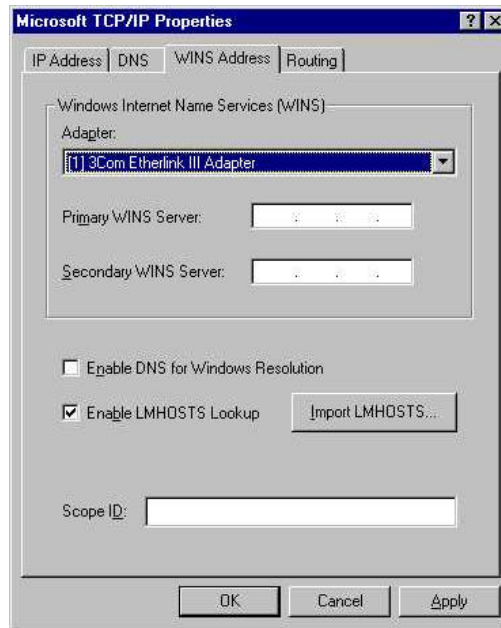 Microsoft TCP/IP Properties
IP Address DNS WINS Address Routing
Windows Internet Name Services (WINS)
Adapter:
[1] 3Com Etherlink III Adapter
Primary WINS Server:
Secondary WINS Server:
Enable DNS for Windows Resolution
Enable LMHOSTS Lookup
Import LMHOSTS...
Scope ID:
OK Cancel Apply